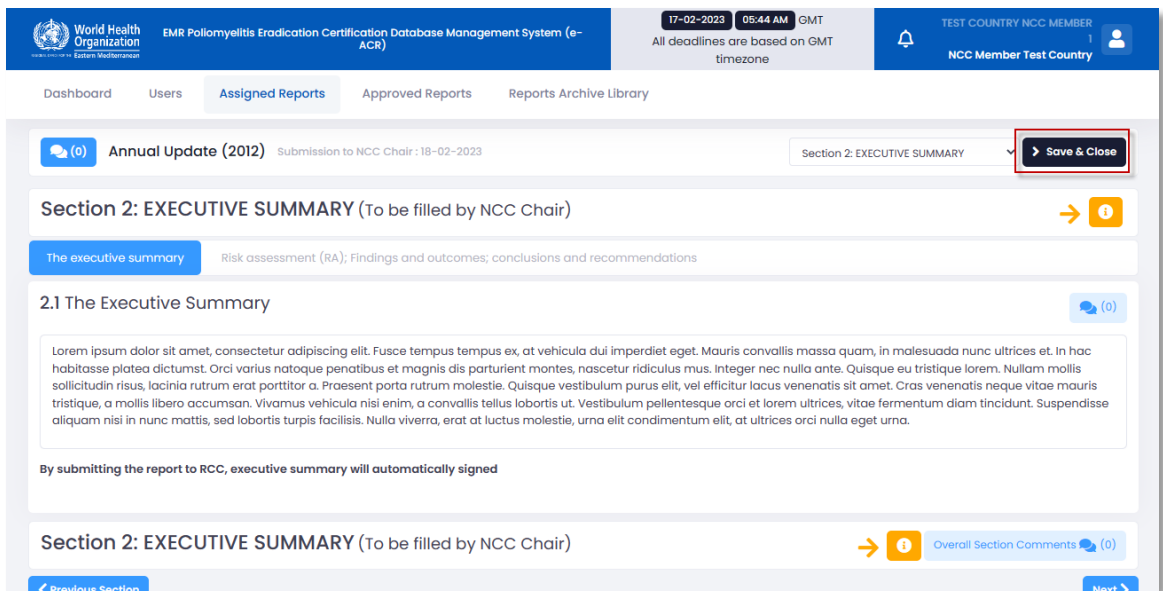 World Health
Organization
Eastern Mediterranean
EMR Poliomyelitis Eradication Certification Database Management System (e-
ACR)
17-02-2023 05:44 AM GMT
All deadlines are based on GMT
timezone
TEST COUNTRY NCC MEMBER
1
NCC Member Test Country
Dashboard Users Assigned Reports Approved Reports Reports Archive Library
(0) Annual Update (2012) Submission to NCC Chair : 18-02-2023 Section 2: EXECUTIVE SUMMARY Save & Close
Section 2: EXECUTIVE SUMMARY (To be filled by NCC Chair)
The executive summary Risk assessment (RA); Findings and outcomes; conclusions and recommendations
2.1 The Executive Summary
(0)
Lorem ipsum dolor sit amet, consectetur adipiscing elit. Fusce tempus tempus ex, at vehicula dui imperdiet eget. Mauris convallis massa quam, in malesuada nunc ultrices et. In hac
habitasse platea dictumst. Orci varius natoque penatibus et magnis dis parturient montes, nascetur ridiculus mus. Integer nec nulla ante. Quisque eu tristique lorem. Nullam mollis
sollicitudin risus, lacinia rutrum erat porttitor a. Praesent porta rutrum molestie. Quisque vestibulum purus elit, vel efficitur lacus venenatis sit amet. Cras venenatis neque vitae mauris
tristique, a mollis libero accumsan. Vivamus vehicula nisi enim, a convallis tellus lobortis ut. Vestibulum pellentesque orci et lorem ultrices, vitae fermentum diam tincidunt. Suspendisse
aliquam nisi in nunc mattis, sed lobortis turpis facilisis. Nulla viverra, erat at luctus molestie, urna elit condimentum elit, at ultrices orci nulla eget urna.
By submitting the report to RCC, executive summary will automatically signed
Section 2: EXECUTIVE SUMMARY (To be filled by NCC Chair)
Overall Section Comments (0)
Previous Section Next